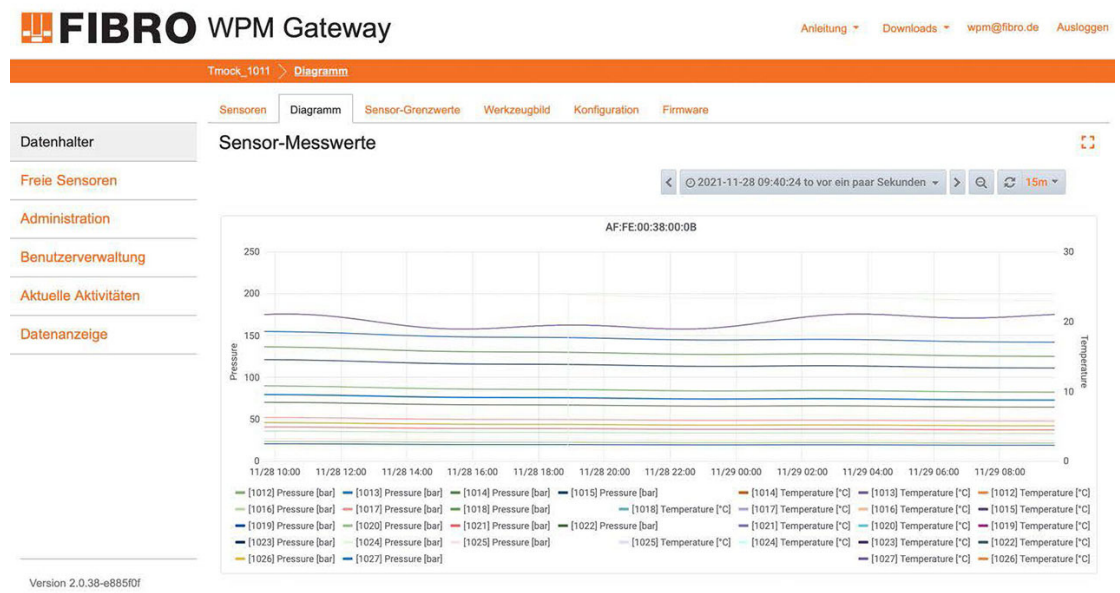 FIBRO WPM Gateway
Anleitung Downloads wpm@fibro.de Ausloggen
Tmock_1011 Diagramm
Sensoren Diagramm Sensor-Grenzwerte Werkzeugbild Konfiguration Firmware
Datenhalter
Freie Sensoren
Administration
Benutzerverwaltung
Aktuelle Aktivitäten
Datenanzeige
Version 2.0.38-e885f0f
Sensor-Messwerte
2021-11-28 09:40:24 to vor ein paar Sekunden 15m
AF:FE:00:38:00:0B
250 30
200
150 20
100 10
50
0 0
Pressure
Temperature
11/28 10:00 11/28 12:00 11/28 14:00 11/28 16:00 11/28 18:00 11/28 20:00 11/28 22:00 11/29 00:00 11/29 02:00 11/29 04:00 11/29 06:00 11/29 08:00
[1012] Pressure [bar] [1013] Pressure [bar] [1014] Pressure [bar] [1015] Pressure [bar] [1014] Temperature [°C] [1013] Temperature [°C] [1012] Temperature [°C]
[1016] Pressure [bar] [1017] Pressure [bar] [1018] Pressure [bar] [1018] Temperature [°C] [1017] Temperature [°C] [1016] Temperature [°C] [1015] Temperature [°C]
[1019] Pressure [bar] [1020] Pressure [bar] [1021] Pressure [bar] [1022] Pressure [bar] [1021] Temperature [°C] [1020] Temperature [°C] [1019] Temperature [°C]
[1023] Pressure [bar] [1024] Pressure [bar] [1025] Pressure [bar] [1025] Temperature [°C] [1024] Temperature [°C] [1023] Temperature [°C] [1022] Temperature [°C]
[1026] Pressure [bar] [1027] Pressure [bar] [1027] Temperature [°C] [1026] Temperature [°C]